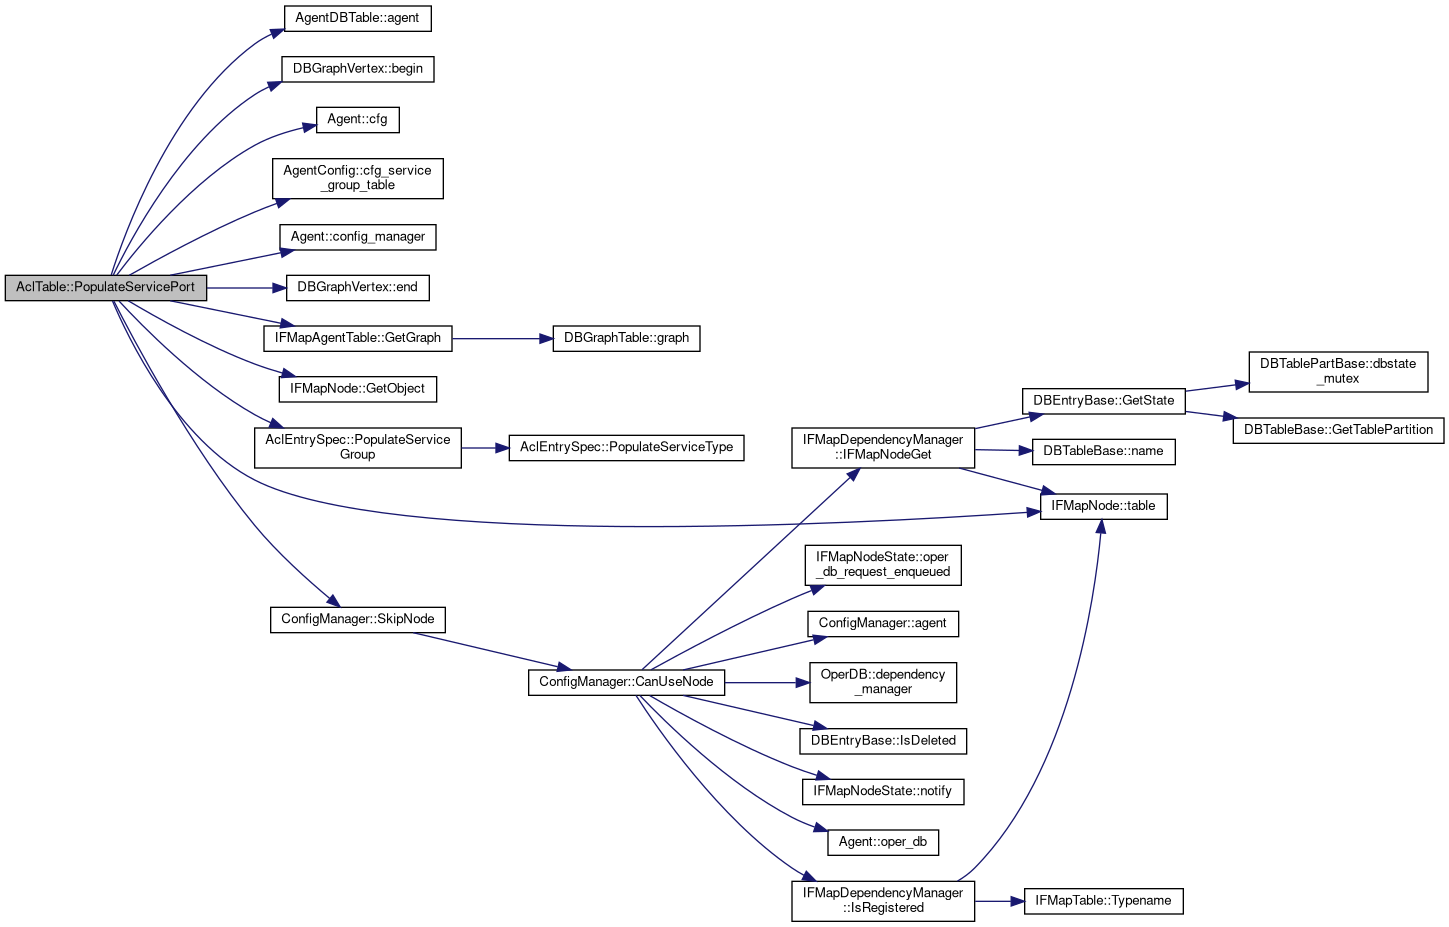 AgentDBTable::agent
DBGraphVertex::begin
Agent::cfg
AgentConfig::cfg_service
_group_table
Agent::config_manager
AclTable::PopulateServicePort
DBGraphVertex::end
IFMapAgentTable::GetGraph
DBGraphTable::graph
IFMapNode::GetObject
AclEntrySpec::PopulateService
Group
AclEntrySpec::PopulateServiceType
ConfigManager::SkipNode
ConfigManager::CanUseNode
IFMapDependencyManager
::IFMapNodeGet
DBEntryBase::GetState
DBTablePartBase::dbstate
_mutex
DBTableBase::GetTablePartition
DBTableBase::name
IFMapNode::table
IFMapNodeState::oper
_db_request_enqueued
ConfigManager::agent
OperDB::dependency
_manager
DBEntryBase::IsDeleted
IFMapNodeState::notify
Agent::oper_db
IFMapDependencyManager
::IsRegistered
IFMapTable::Typename